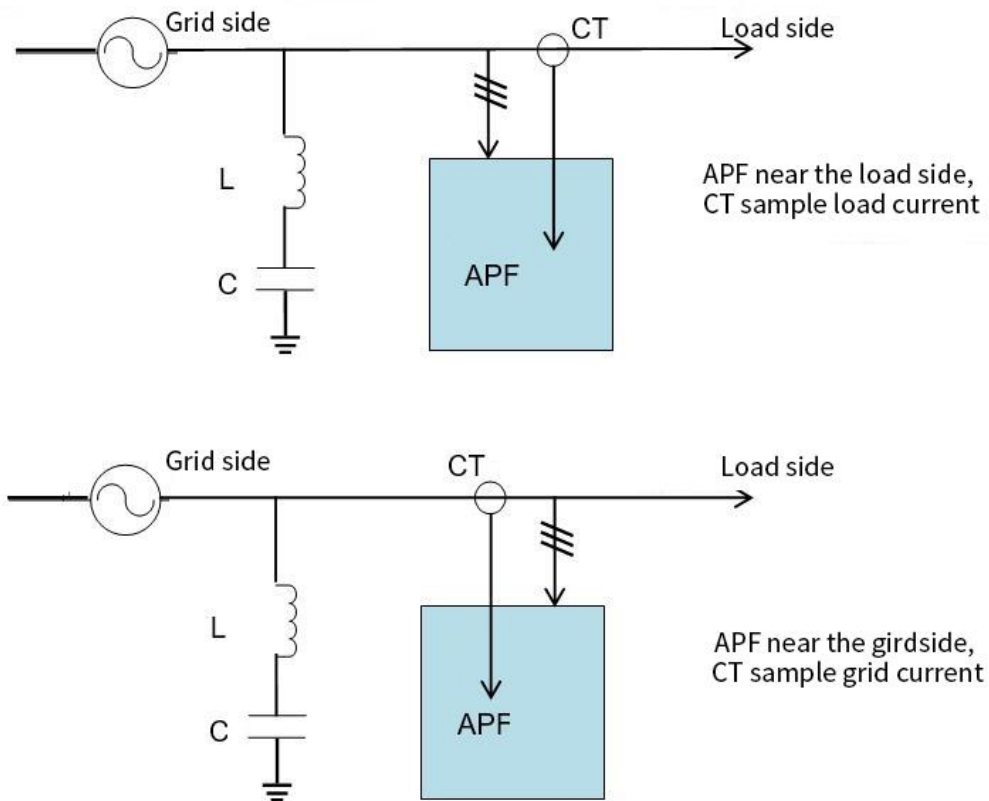 Grid side
CT
Load side
L
APF near the load side,
CT sample load current
C
APF
Grid side
CT
Load side
L
APF near the girdside,
CT sample grid current
C
APF